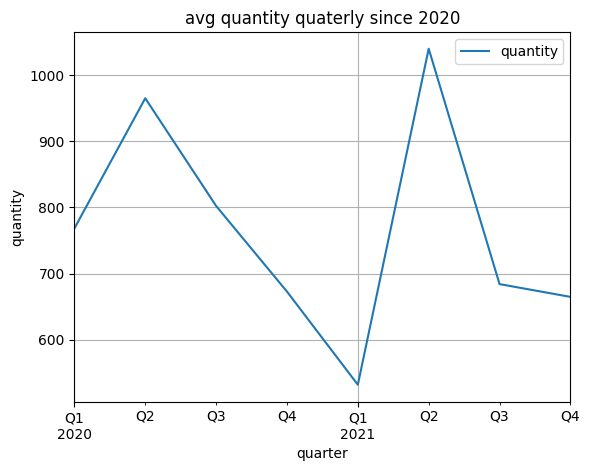 avg quantity quaterly since 2020
quantity
1000
900
800
700
600
quantity
Q1
2020
Q2
Q3
Q4
Q1
2021
Q2
Q3
Q4
quarter